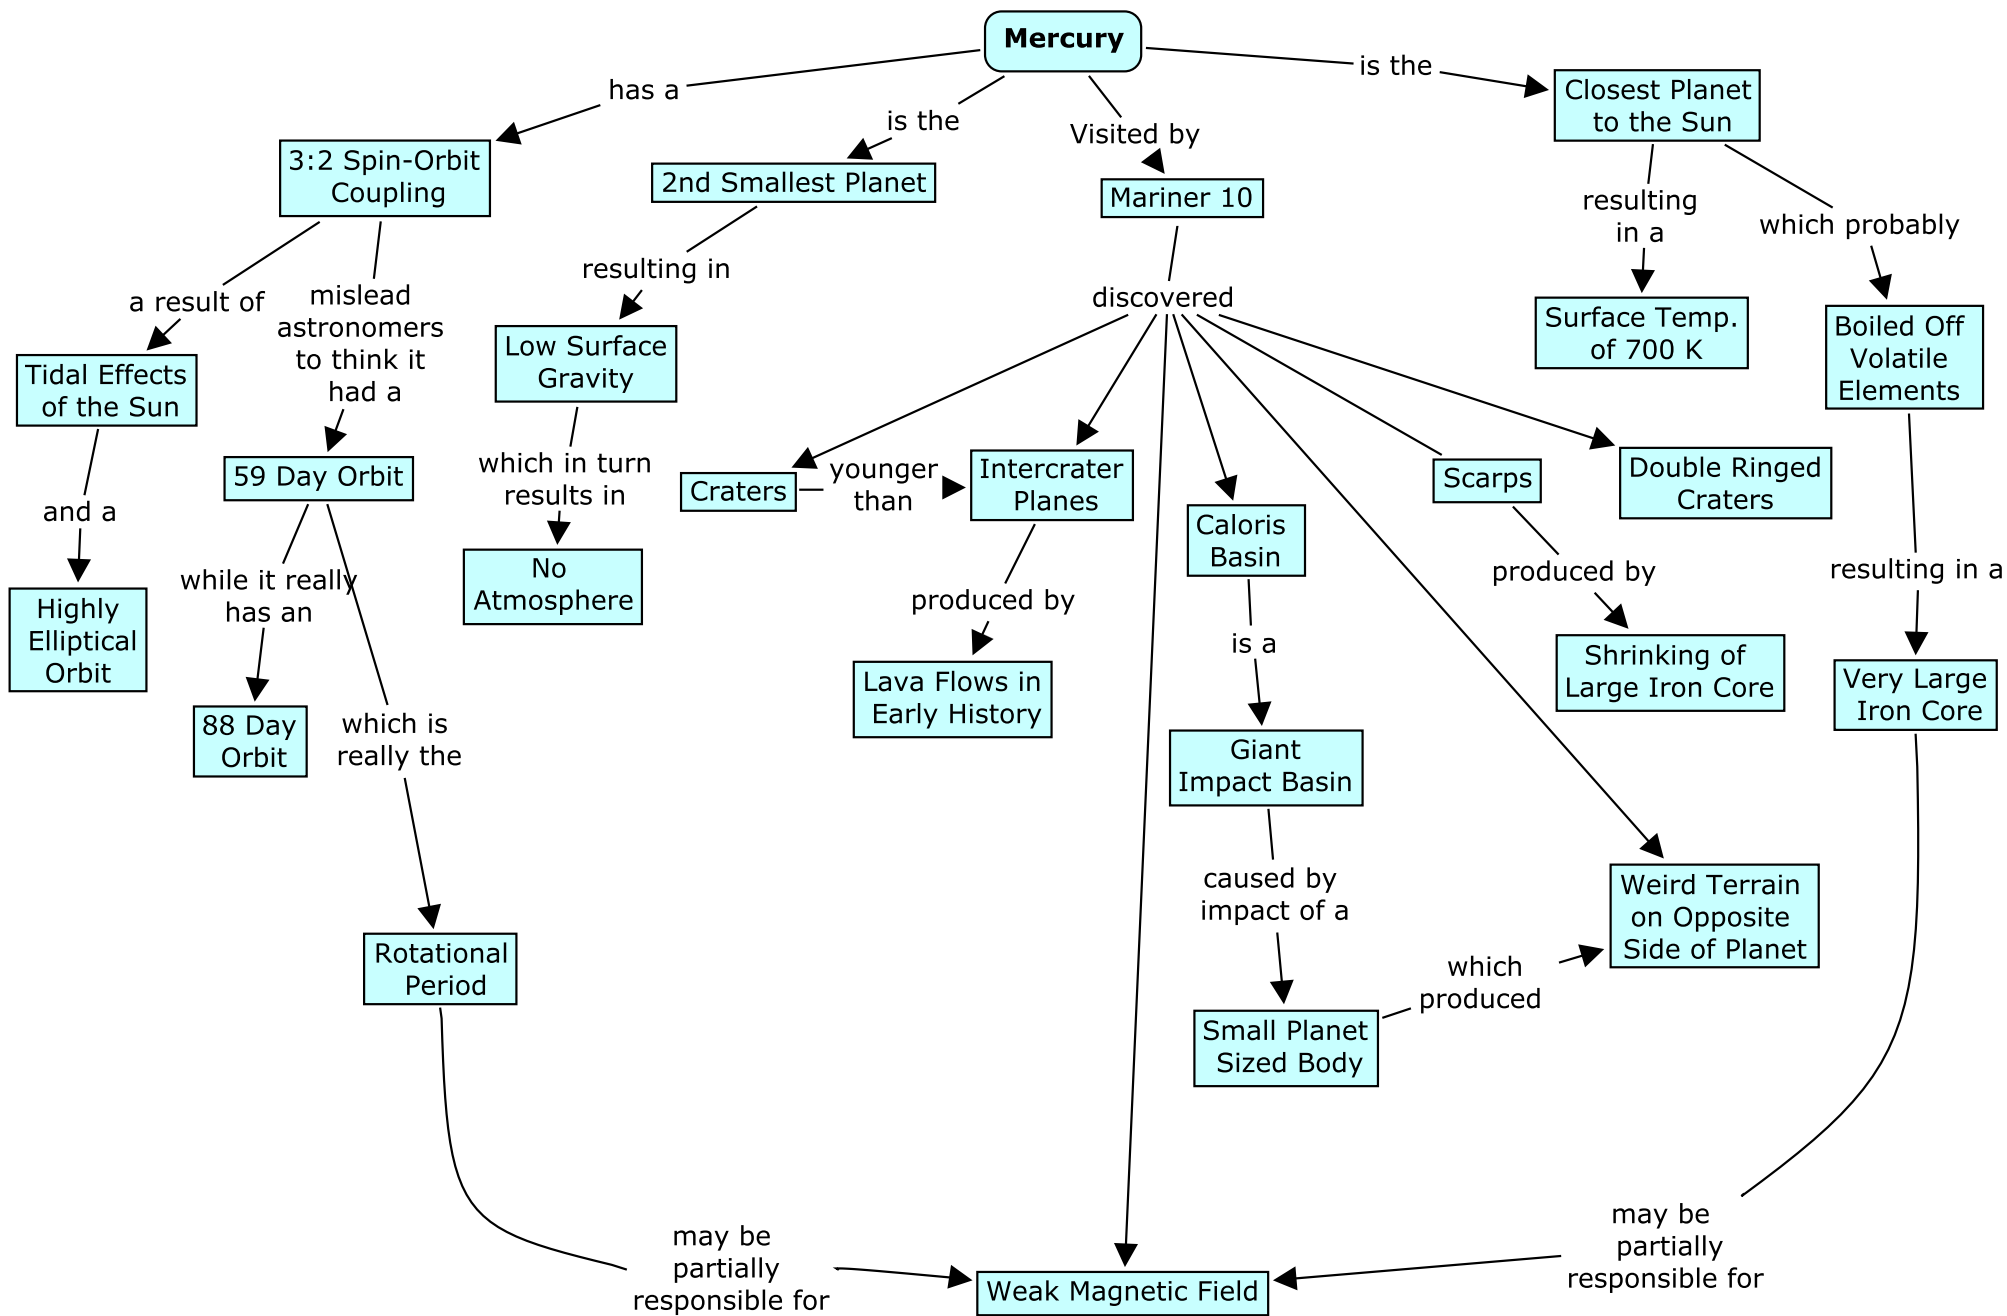 Mercury
has a
is the
Visited by
is the
Closest Planet
to the Sun
3:2 Spin-Orbit
Coupling
2nd Smallest Planet
Mariner 10
resulting
in a
which probably
a result of
mislead
astronomers
to think it
had a
resulting in
discovered
Surface Temp.
of 700 K
Boiled Off
Volatile
Elements
Tidal Effects
of the Sun
Low Surface
Gravity
59 Day Orbit
which in turn
results in
Craters
younger
than
Intercrater
Planes
Scarps
Double Ringed
Craters
and a
Caloris
Basin
while it really
has an
No
Atmosphere
produced by
produced by
resulting in a
Highly
Elliptical
Orbit
is a
Lava Flows in
Early History
Shrinking of
Large Iron Core
Very Large
Iron Core
88 Day
Orbit
which is
really the
Giant
Impact Basin
caused by
impact of a
Weird Terrain
on Opposite
Side of Planet
Rotational
Period
which
produced
Small Planet
Sized Body
may be
partially
responsible for
may be
partially
responsible for
Weak Magnetic Field